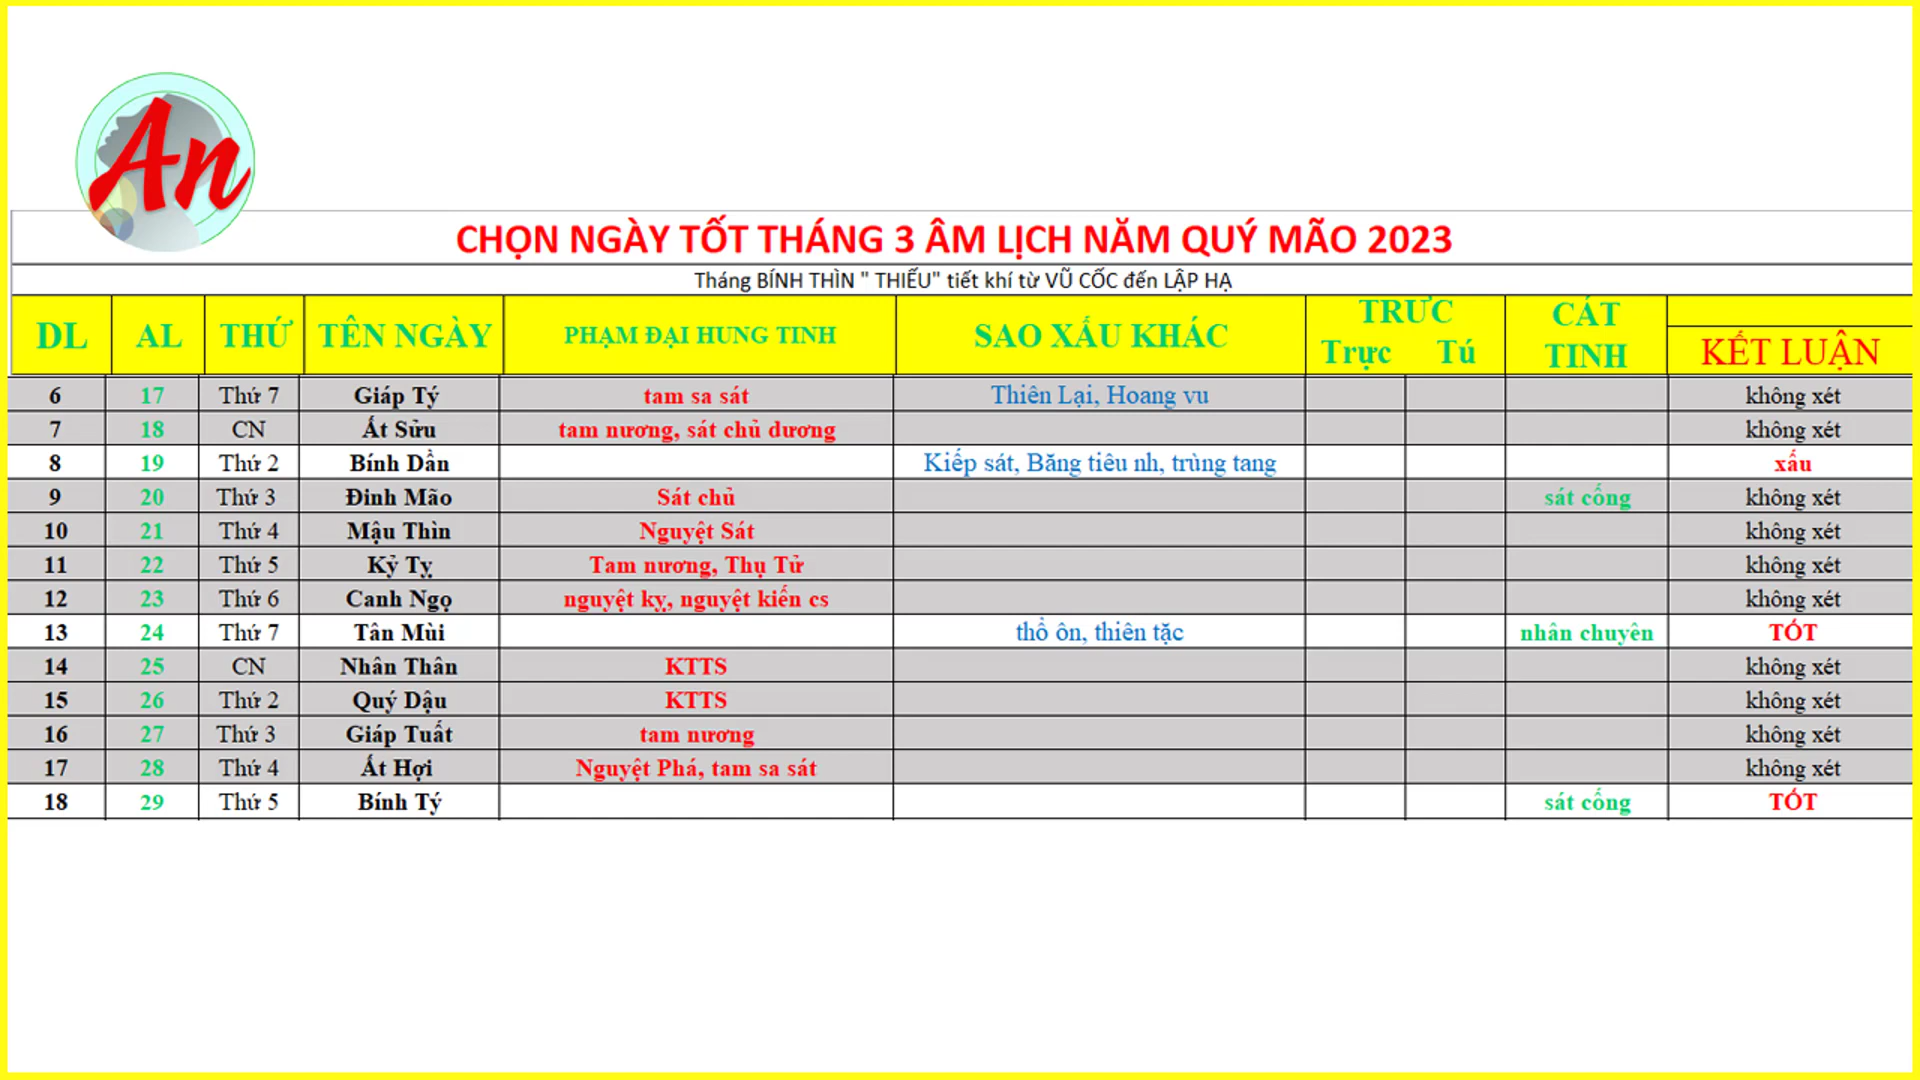 An
CHỌN NGÀY TỐT THÁNG 3 ÂM LỊCH NĂM QUÝ MÃO 2023
Tháng BÍNH THÌN " THIẾU" tiết khí từ VŨ CỐC đến LẬP HẠ
DL AL THỨ TÊN NGÀY PHẠM ĐẠI HUNG TINH SAO XẤU KHÁC TRƯC Trực Tú CÁT TINH KẾT LUẬN
6 17 Thứ 7 Giáp Tý tam sa sát Thiên Lại, Hoang vu không xét
7 18 CN Ất Sửu tam nương, sát chủ dương không xét
8 19 Thứ 2 Bính Dần Kiếp sát, Băng tiêu nh, trùng tang xấu
9 20 Thứ 3 Đinh Mão Sát chủ sát cống không xét
10 21 Thứ 4 Mậu Thìn Nguyệt Sát không xét
11 22 Thứ 5 Kỷ Tỵ Tam nương, Thụ Tử không xét
12 23 Thứ 6 Canh Ngọ nguyệt kỵ, nguyệt kiến cs không xét
13 24 Thứ 7 Tân Mùi thổ ôn, thiên tặc nhân chuyên TỐT
14 25 CN Nhân Thân KTTS không xét
15 26 Thứ 2 Quý Dậu KTTS không xét
16 27 Thứ 3 Giáp Tuất tam nương không xét
17 28 Thứ 4 Ất Hợi Nguyệt Phá, tam sa sát không xét
18 29 Thứ 5 Bính Tý sát cống TỐT